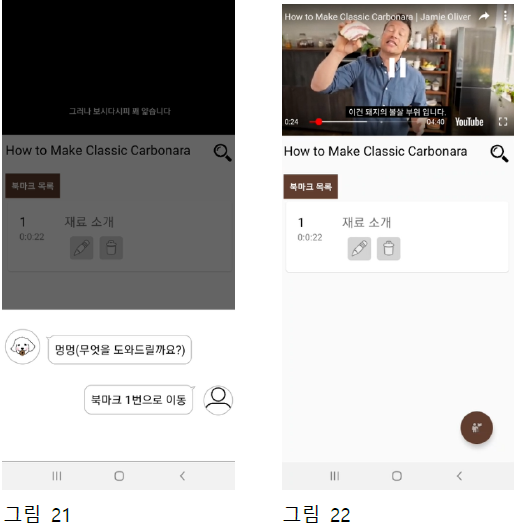 그러나 보시다시피 꽤 얇습니다
How to Make Classic Carbonara
북마크 목록
1 재료 소개
0:0:22
멍멍(무엇을 도와드릴까요?)
북마크 1번으로 이동
그림 21
How to Make Classic Carbonara | Jamie Oliver
이건 돼지의 볼살 부위 입니다.
0:24 04:40 YouTube
How to Make Classic Carbonara
북마크 목록
1 재료 소개
0:0:22
그림 22